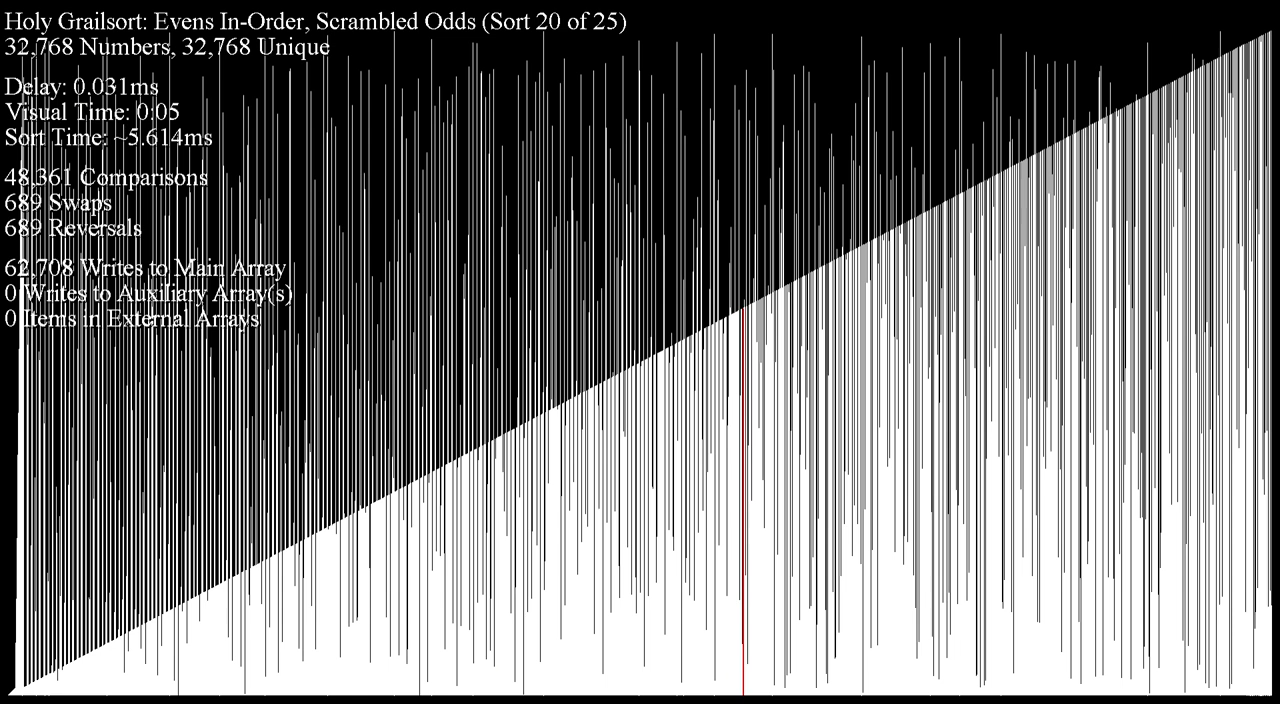 Holy Grailsort: Evens In-Order, Scrambled Odds (Sort 20 of 25)
32,768 Numbers, 32,768 Unique
Delay: 0.031ms
Visual Time: 0:05
Sort Time: ~5.614ms
48,361 Comparisons
689 Swaps
689 Reversals
62,708 Writes to Main Array
0 Writes to Auxiliary Array(s)
0 Items in External Arrays